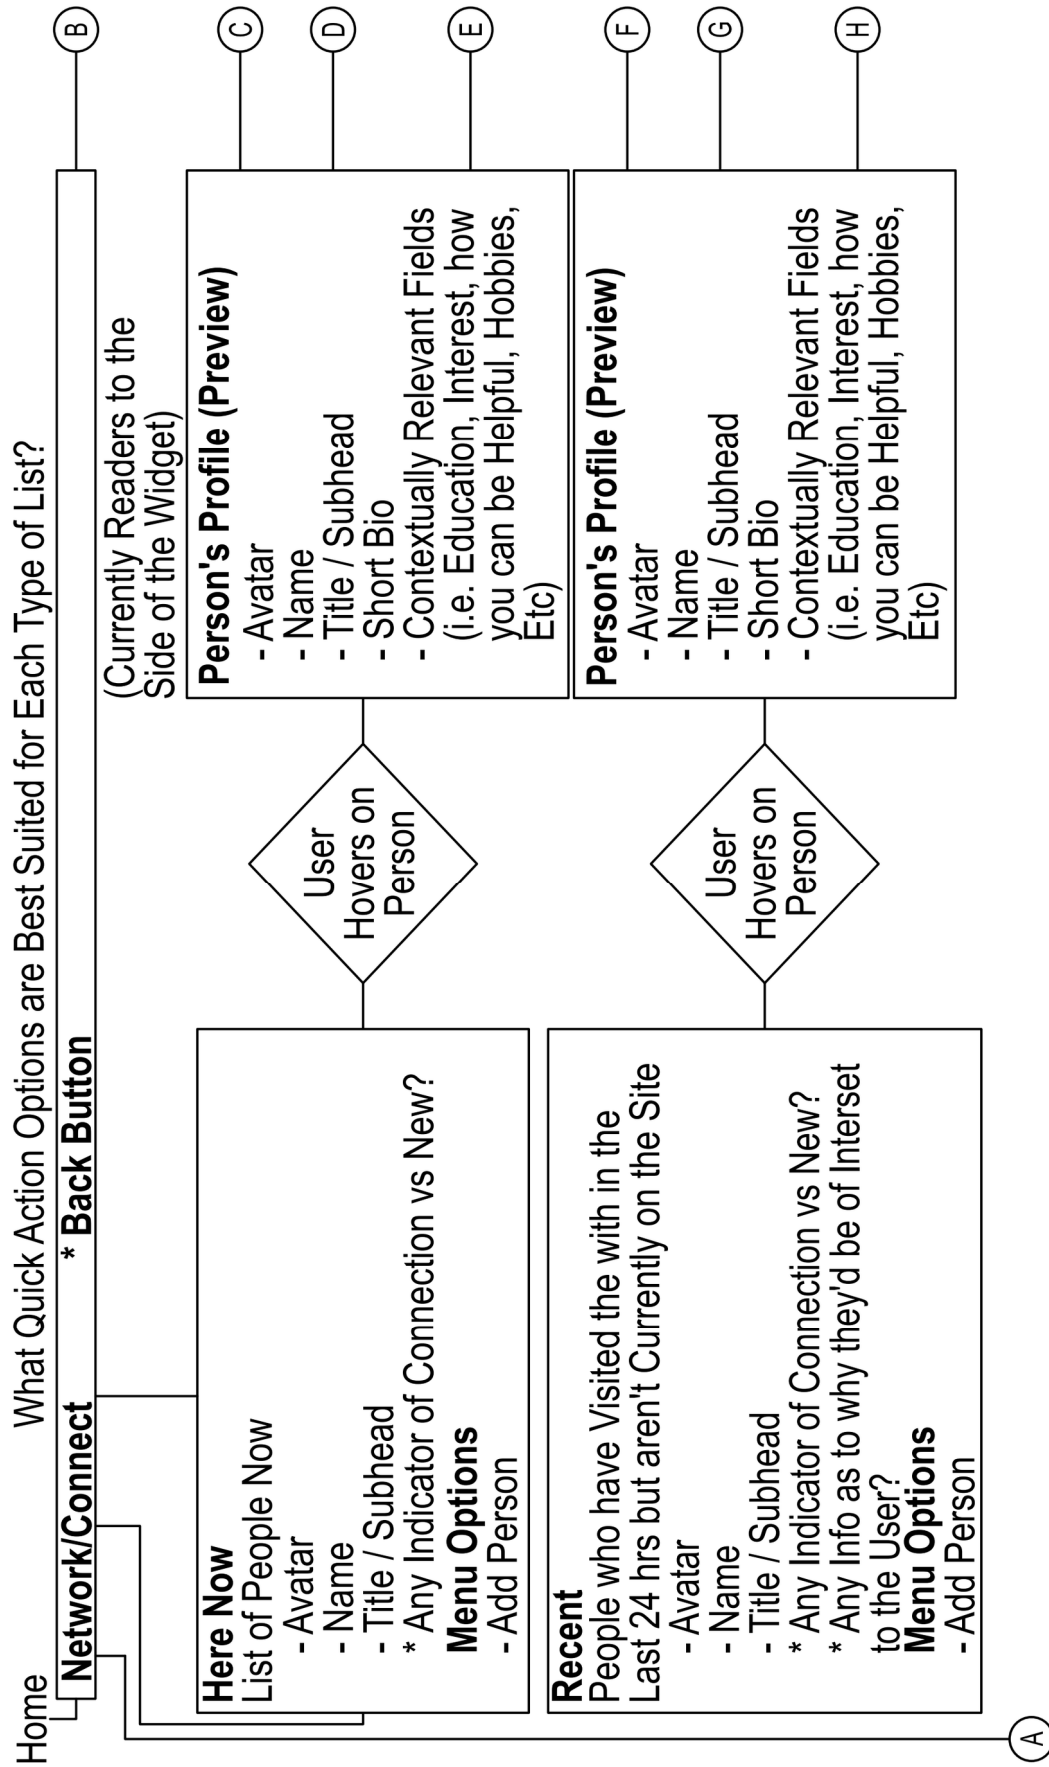 What Quick Action Options are Best Suited for Each Type of List?
Home
Network/Connect
* Back Button
B
(Currently Readers to the
Side of the Widget)
Here Now
List of People Now
- Avatar
- Name
- Title / Subhead
* Any Indicator of Connection vs New?
Menu Options
- Add Person
User
Hovers on
Person
Person's Profile (Preview)
- Avatar
- Name
- Title / Subhead
- Short Bio
- Contextually Relevant Fields
(i.e. Education, Interest, how
you can be Helpful, Hobbies,
Etc)
C
D
E
Recent
People who have Visited the with in the
Last 24 hrs but aren't Currently on the Site
- Avatar
- Name
- Title / Subhead
* Any Indicator of Connection vs New?
* Any Info as to why they'd be of Interset
to the User?
Menu Options
- Add Person
User
Hovers on
Person
Person's Profile (Preview)
- Avatar
- Name
- Title / Subhead
- Short Bio
- Contextually Relevant Fields
(i.e. Education, Interest, how
you can be Helpful, Hobbies,
Etc)
F
G
H
A